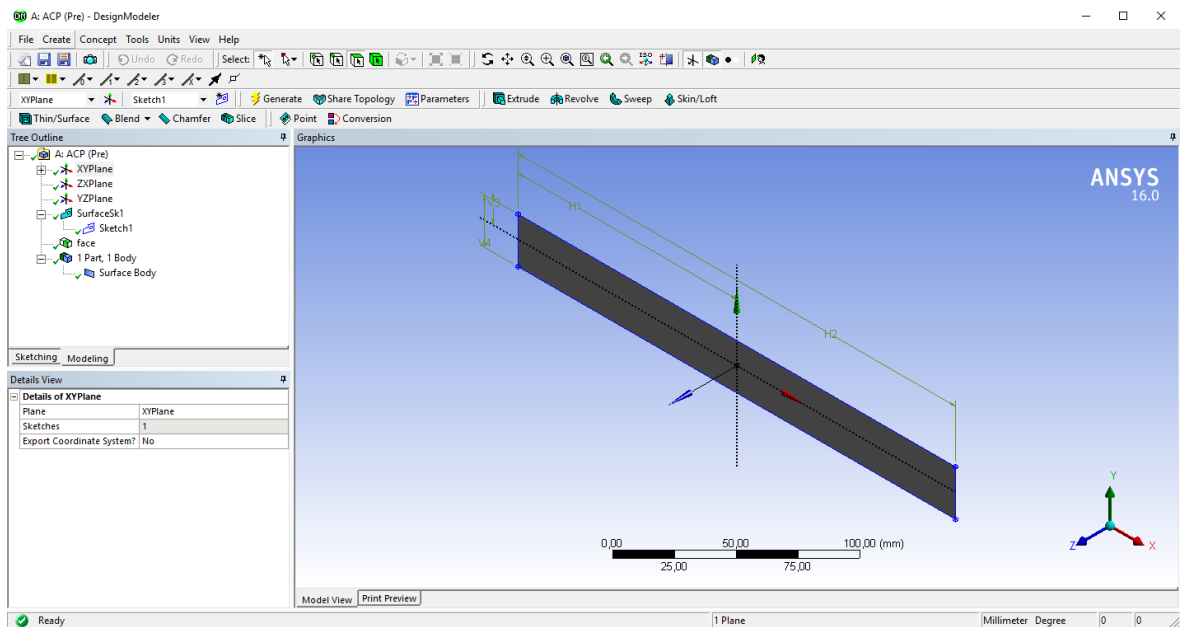 A: ACP (Pre) - DesignModeler
File Create Concept Tools Units View Help
Undo Redo Select:
XYPlane Sketch1 Generate Share Topology Parameters Extrude Revolve Sweep Skin/Loft
Thin/Surface Blend Chamfer Slice Point Conversion
Tree Outline
A: ACP (Pre)
XYPlane
ZXPlane
YZPlane
SurfaceSk1
Sketch1
face
1 Part, 1 Body
Surface Body
Sketching Modeling
Details View
Details of XYPlane
Plane XYPlane
Sketches 1
Export Coordinate System? No
Graphics
ANSYS
16.0
H1
V3
V4
H2
0,00 50,00 100,00 (mm)
25,00 75,00
Y
Z X
Model View Print Preview
Ready 1 Plane Millimeter Degree 0 0